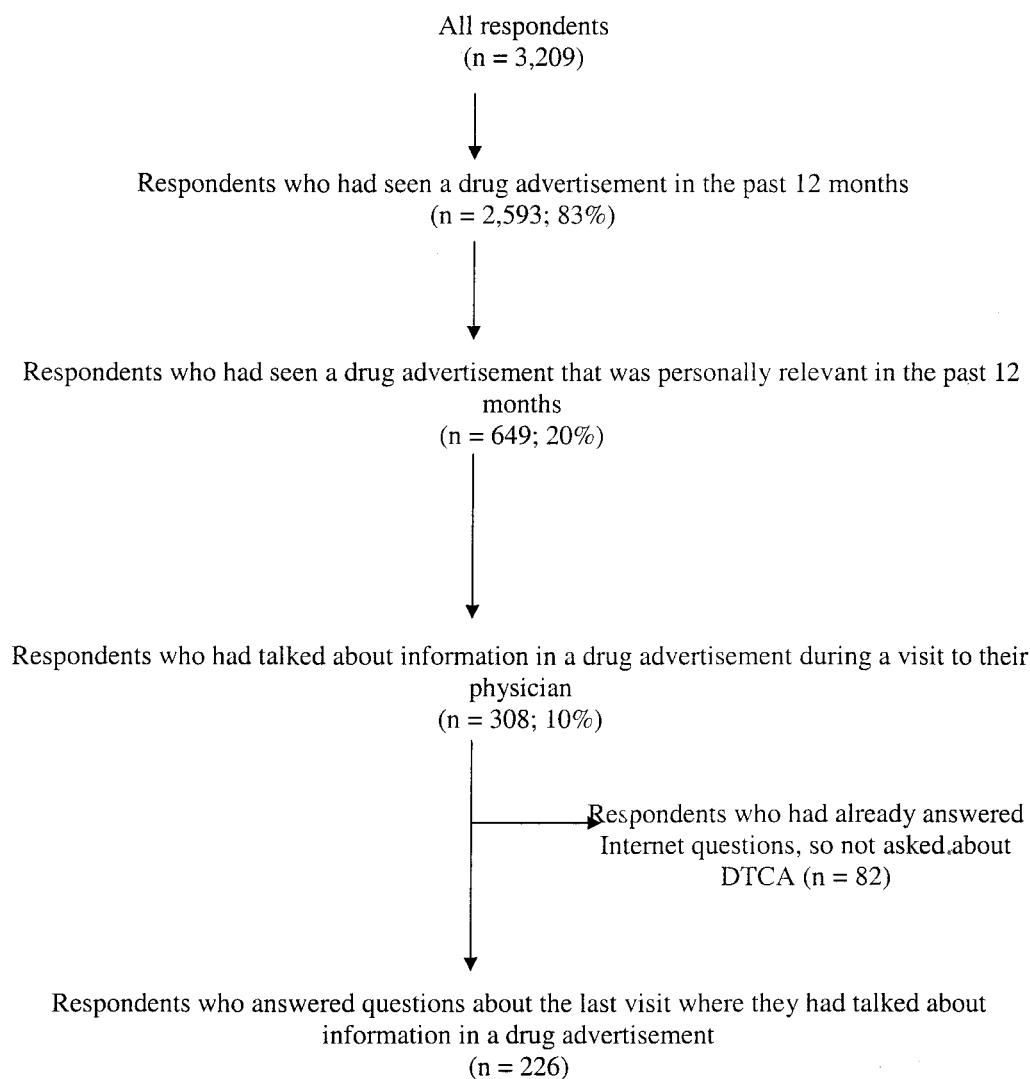 All respondents
(n = 3,209)
Respondents who had seen a drug advertisement in the past 12 months
(n = 2,593; 83%)
Respondents who had seen a drug advertisement that was personally relevant in the past 12
months
(n = 649; 20%)
Respondents who had talked about information in a drug advertisement during a visit to their
physician
(n = 308; 10%)
Respondents who had already answered
Internet questions, so not asked about
DTCA (n = 82)
Respondents who answered questions about the last visit where they had talked about
information in a drug advertisement
(n = 226)